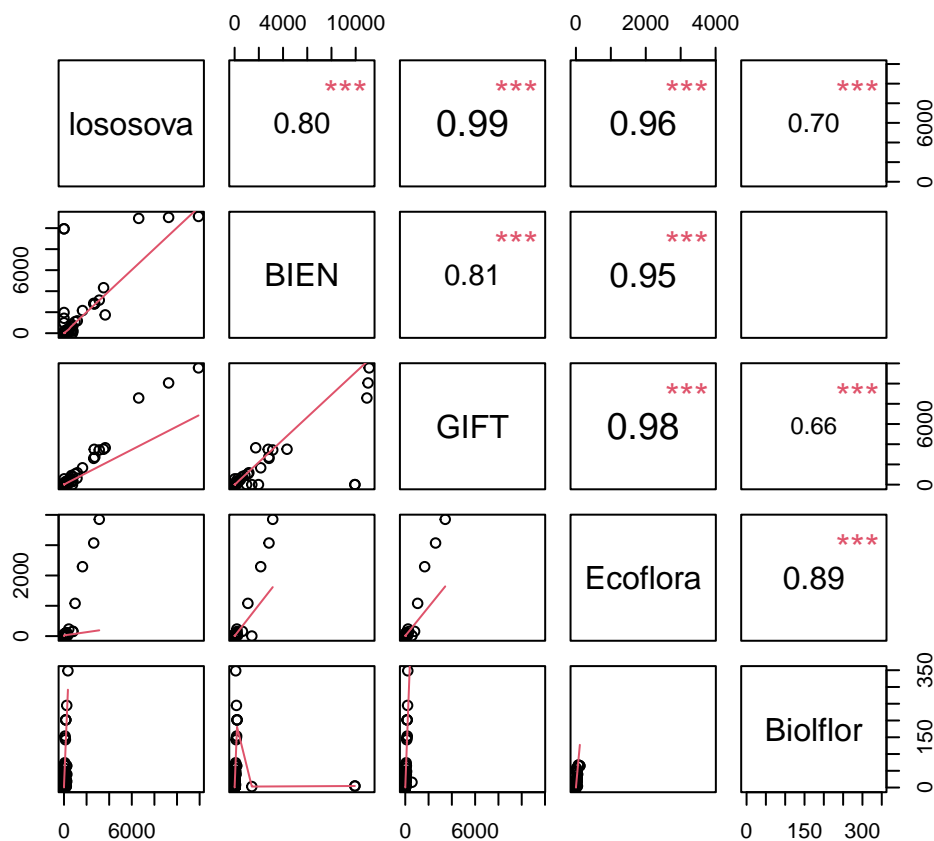 0 4000 10000 0 2000 4000
lososova *** 0.80 *** 0.99 *** 0.96 *** 0.70 0 6000
0 6000 BIEN *** 0.81 *** 0.95
GIFT *** 0.98 *** 0.66 0 6000
0 2000 Ecoflora *** 0.89
Biolflor 0 150 350
0 6000 0 6000 0 150 300